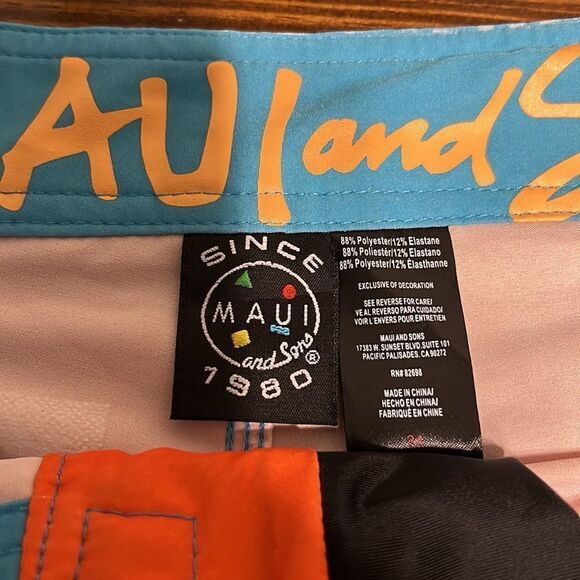 AUI and S
SINCE
MAUI
and Sons®
1980
88% Polyester/12% Elastane
88% Poliestér/12% Elastano
88% Polyester/12% Élasthanne
EXCLUSIVE OF DECORATION
SEE REVERSE FOR CARE/
VE AL REVERSO PARA CUIDADO/
VOIR L'ENVERS POUR ENTRETIEN
MAUI AND SONS
17383 W. SUNSET BLVD. SUITE 101
PACIFIC PALISADES. CA 90272
RN# 82698
MADE IN CHINA/
HECHO EN CHINA/
FABRIQUÉ EN CHINE